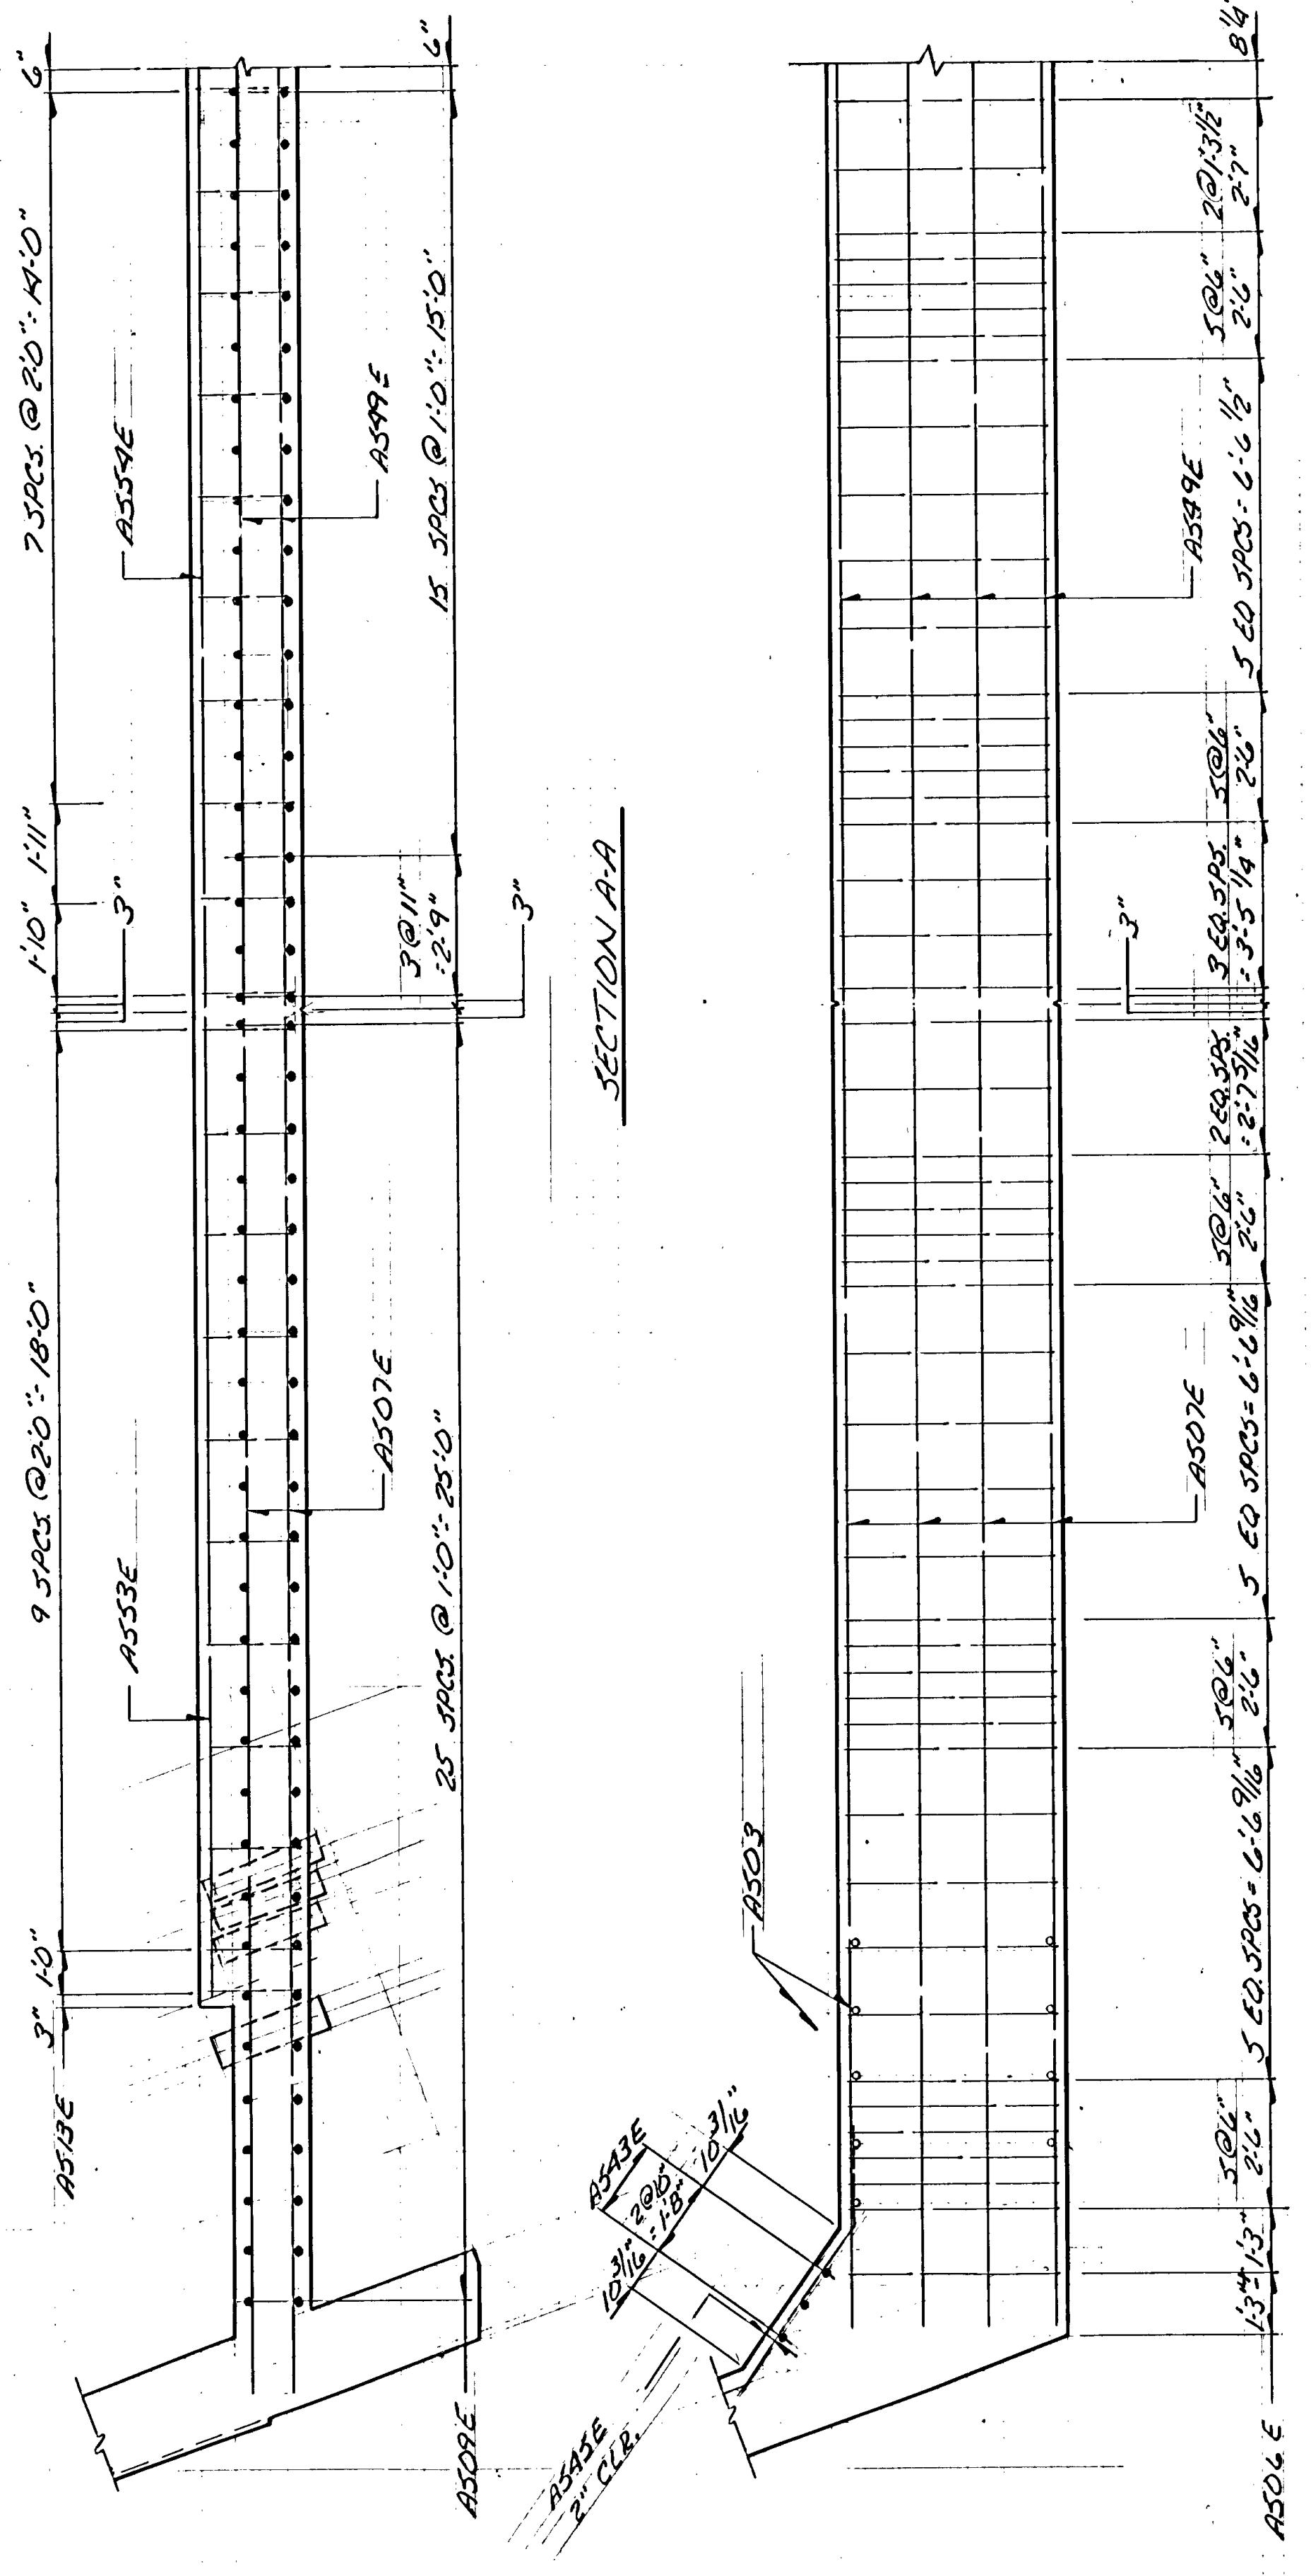 A513E
3"
1'-0"
9 SPCS. @ 2'-0" = 18'-0"
1'-10"
1'-11"
7 SPCS. @ 2'-0" = 14'-0"
6"
3"
A553E
A554E
A507E
A549E
A509E
25 SPCS. @ 1'-0" = 25'-0"
3 @ 11"
= 2'-9"
3"
15 SPCS @ 1'-0" = 15'-0"
6"
SECTION A-A
A545E
2" CLR.
10 3/16"
2@10"
= 1'-8"
10 3/16"
A543E
A503
A507E
A549E
3"
A506E
1'-3"
5@6"
2'-6"
5 EQ. SPCS = 6'-6 9/16"
5@6"
2'-6"
5 EQ SPCS = 6'-6 9/16"
5@6"
2'-6"
2 EQ. SPS.
= 2'-7 5/16"
3 EQ. SPS.
= 3'-5 1/4"
5@6"
2'-6"
5 EQ SPCS = 6'-6 1/2"
5@6"
2'-6"
2@1'-3 1/2"
2'-7"
8 1/4"